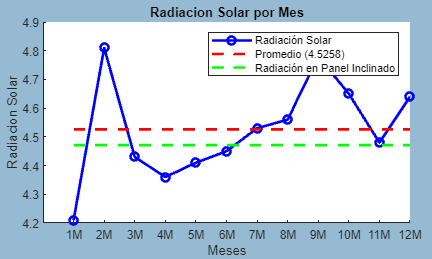 Radiacion Solar por Mes
Radiación Solar
Promedio (4.5258)
Radiación en Panel Inclinado
Radiacion Solar
4.9
4.8
4.7
4.6
4.5
4.4
4.3
4.2
1M 2M 3M 4M 5M 6M 7M 8M 9M 10M 11M 12M
Meses